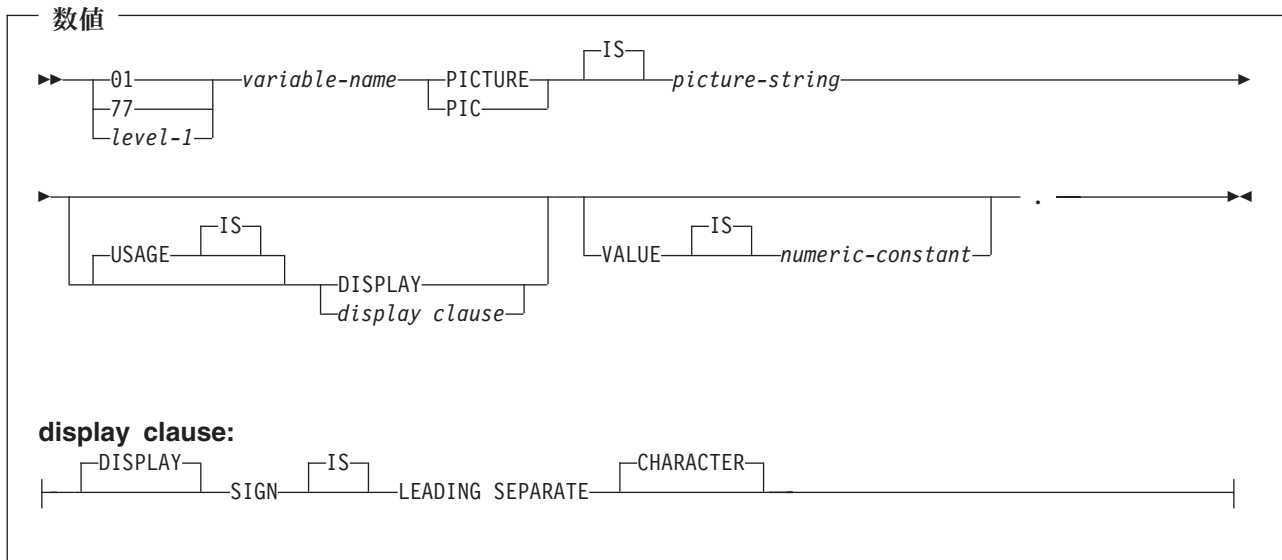 数値
IS
01 variable-name PICTURE picture-string
77 PIC
level-1
IS IS
USAGE VALUE numeric-constant .
DISPLAY
display clause
display clause:
DISPLAY IS CHARACTER
SIGN LEADING SEPARATE